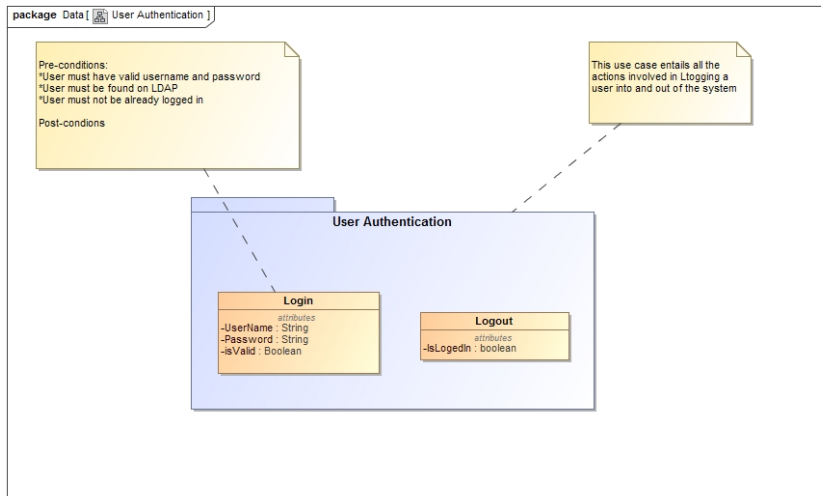 package Data [ User Authentication ]
Pre-conditions:
*User must have valid username and password
*User must be found on LDAP
*User must not be already logged in
Post-condions
This use case entails all the
actions involved in Ltogging a
user into and out of the system
User Authentication
Login
attributes
-UserName : String
-Password : String
-isValid : Boolean
Logout
attributes
-IsLogedIn : boolean